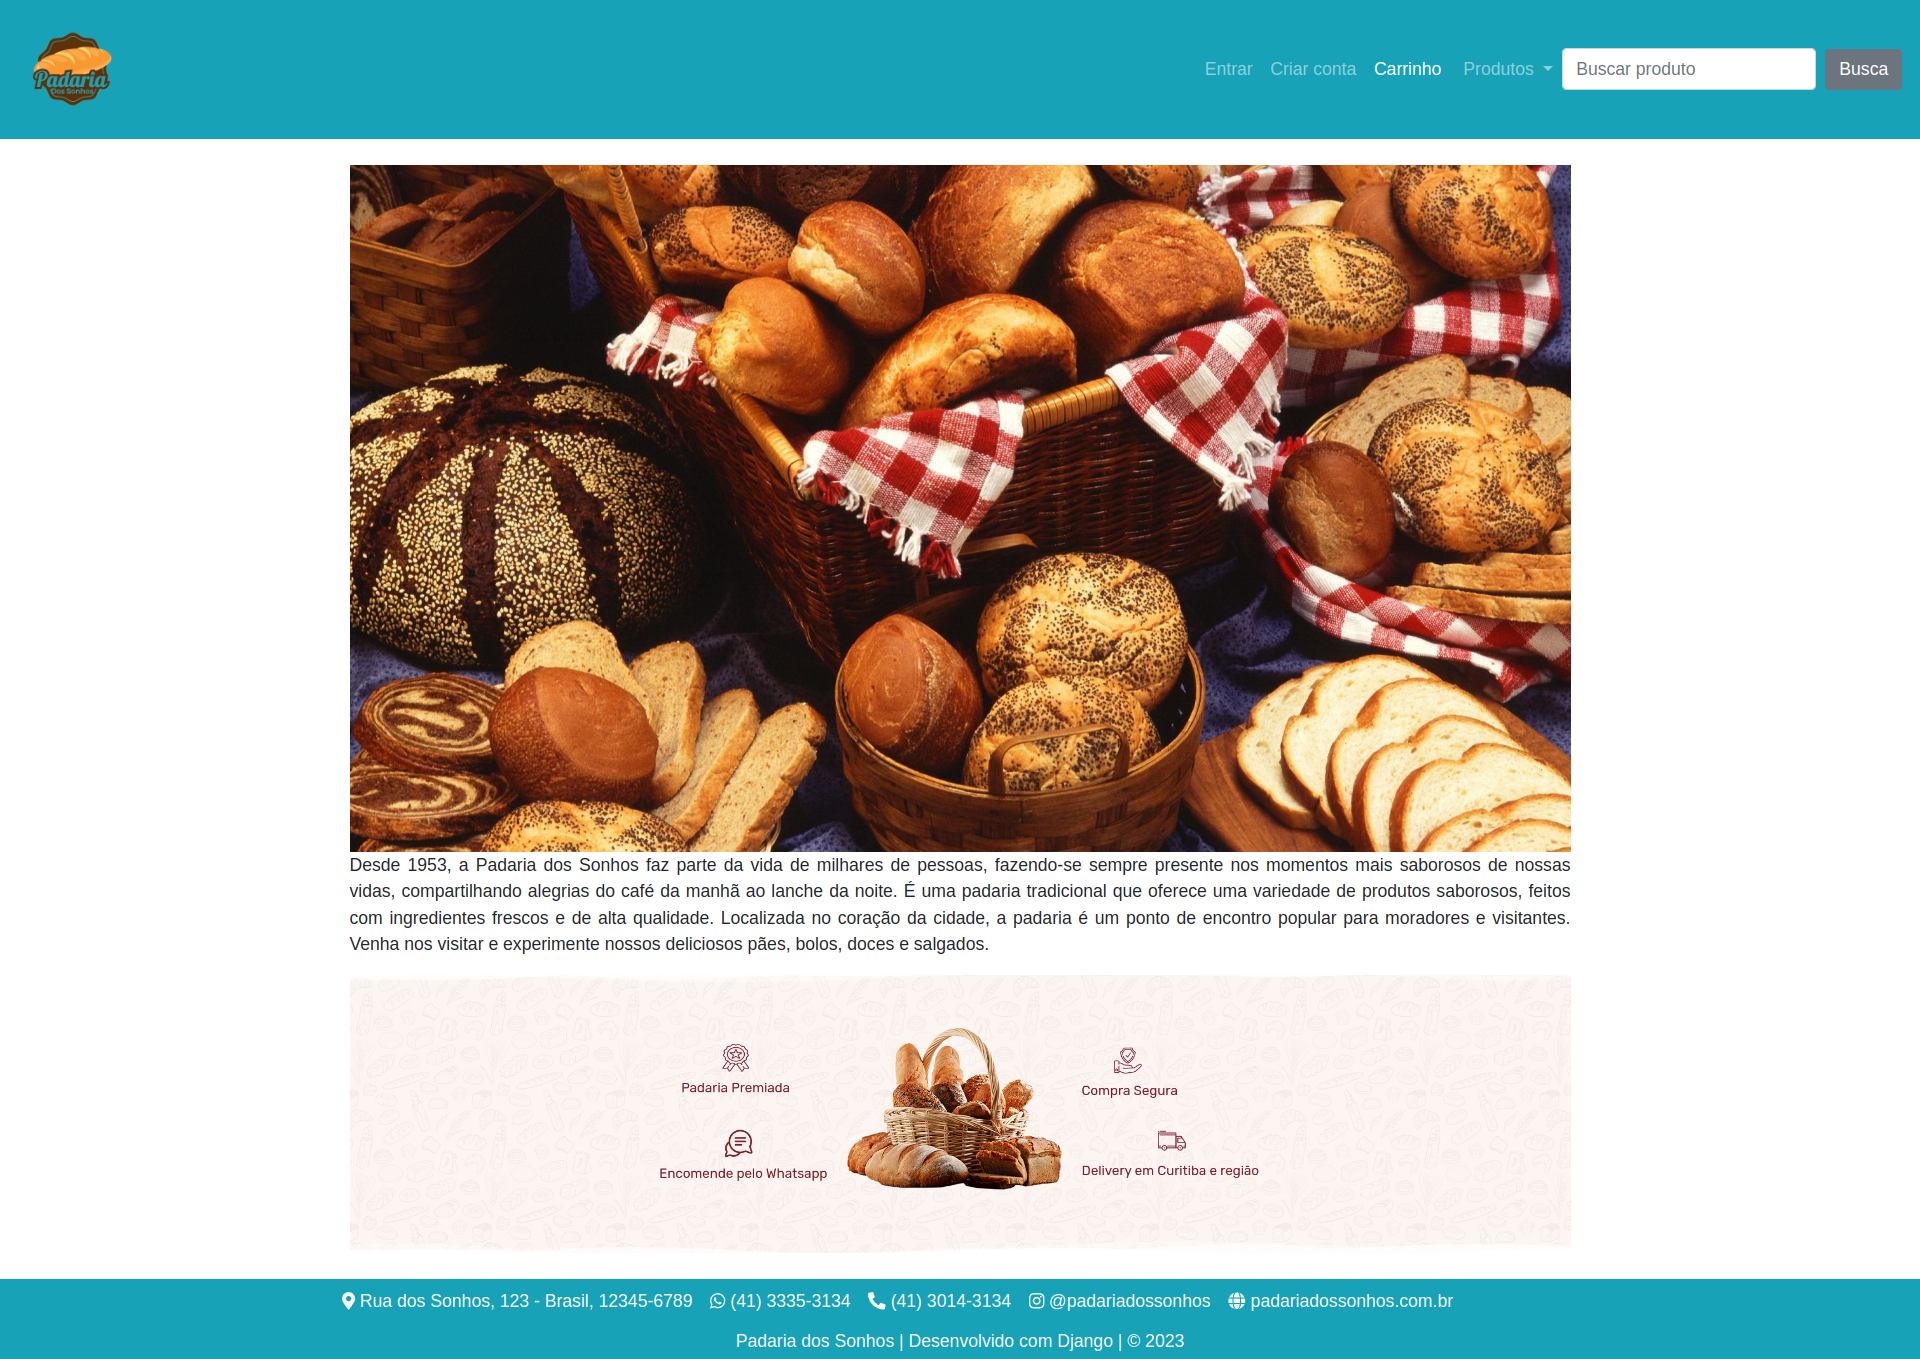 Padaria
Dos Sonhos
Entrar Criar conta Carrinho Produtos Buscar produto Busca
Desde 1953, a Padaria dos Sonhos faz parte da vida de milhares de pessoas, fazendo-se sempre presente nos momentos mais saborosos de nossas
vidas, compartilhando alegrias do café da manhã ao lanche da noite. É uma padaria tradicional que oferece uma variedade de produtos saborosos, feitos
com ingredientes frescos e de alta qualidade. Localizada no coração da cidade, a padaria é um ponto de encontro popular para moradores e visitantes.
Venha nos visitar e experimente nossos deliciosos pães, bolos, doces e salgados.
Padaria Premiada
Compra Segura
Encomende pelo Whatsapp
Delivery em Curitiba e região
Rua dos Sonhos, 123 - Brasil, 12345-6789 (41) 3335-3134 (41) 3014-3134 @padariadossonhos padariadossonhos.com.br
Padaria dos Sonhos | Desenvolvido com Django | © 2023